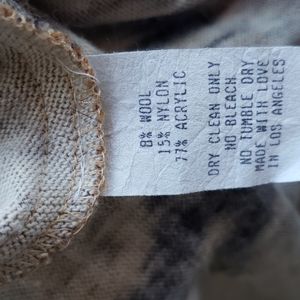 8% WOOL
15% NYLON
77% ACRYLIC
DRY CLEAN ONLY
NO BLEACH
NO TUMBLE DRY
MADE WITH LOVE
IN LOS ANGELES